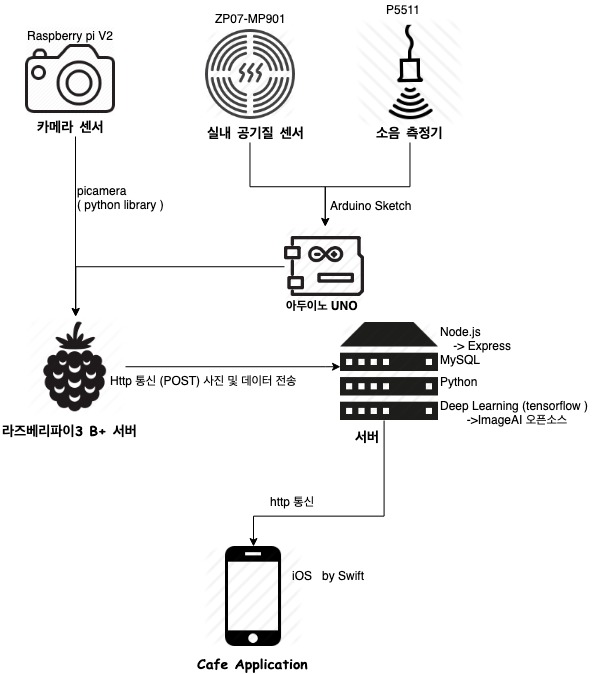 Raspberry pi V2
ZP07-MP901
P5511
카메라 센서
실내 공기질 센서
소음 측정기
picamera
( python library )
Arduino Sketch
아두이노 UNO
Node.js
-> Express
MySQL
Python
Deep Learning (tensorflow )
->ImageAI 오픈소스
Http 통신 (POST) 사진 및 데이터 전송
라즈베리파이3 B+ 서버
서버
http 통신
iOS by Swift
Cafe Application